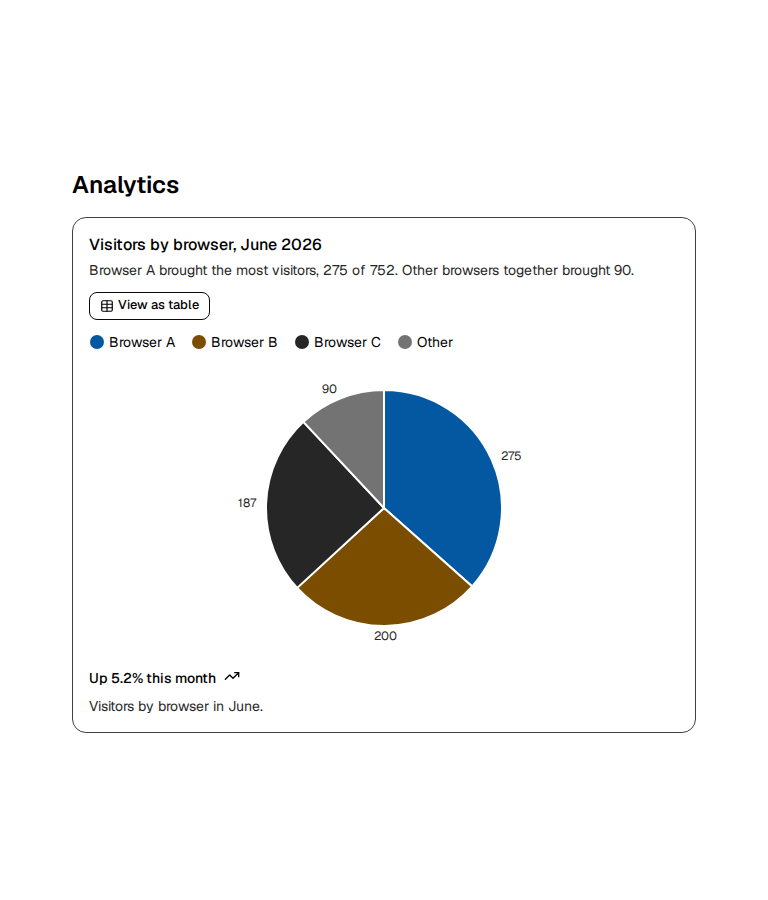 Analytics
Visitors by browser, June 2026
Browser A brought the most visitors, 275 of 752. Other browsers together brought 90.
View as table
Browser A Browser B Browser C Other
90
275
187
200
Up 5.2% this month
Visitors by browser in June.